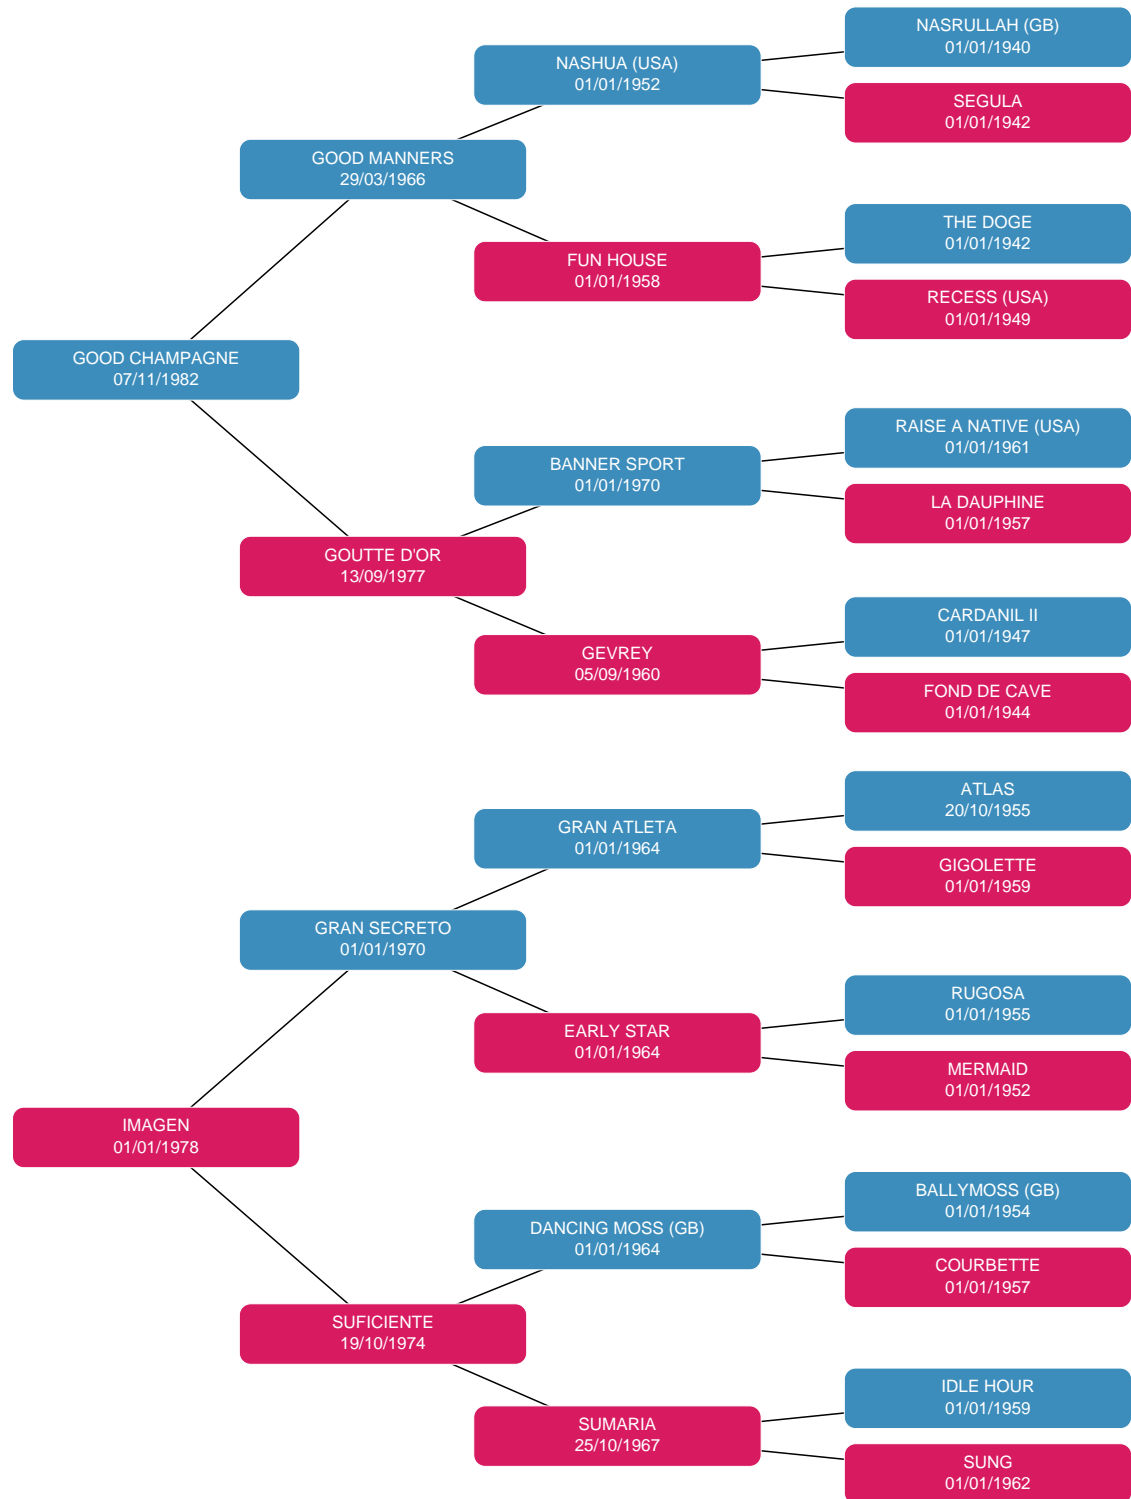 NASRULLAH (GB)
01/01/1940
NASHUA (USA)
01/01/1952
SEGULA
01/01/1942
GOOD MANNERS
29/03/1966
THE DOGE
01/01/1942
FUN HOUSE
01/01/1958
RECESS (USA)
01/01/1949
GOOD CHAMPAGNE
07/11/1982
RAISE A NATIVE (USA)
01/01/1961
BANNER SPORT
01/01/1970
LA DAUPHINE
01/01/1957
GOUTTE D'OR
13/09/1977
CARDANIL II
01/01/1947
GEVREY
05/09/1960
FOND DE CAVE
01/01/1944
ATLAS
20/10/1955
GRAN ATLETA
01/01/1964
GIGOLETTE
01/01/1959
GRAN SECRETO
01/01/1970
RUGOSA
01/01/1955
EARLY STAR
01/01/1964
MERMAID
01/01/1952
IMAGEN
01/01/1978
BALLYMOSS (GB)
01/01/1954
DANCING MOSS (GB)
01/01/1964
COURBETTE
01/01/1957
SUFICIENTE
19/10/1974
IDLE HOUR
01/01/1959
SUMARIA
25/10/1967
SUNG
01/01/1962